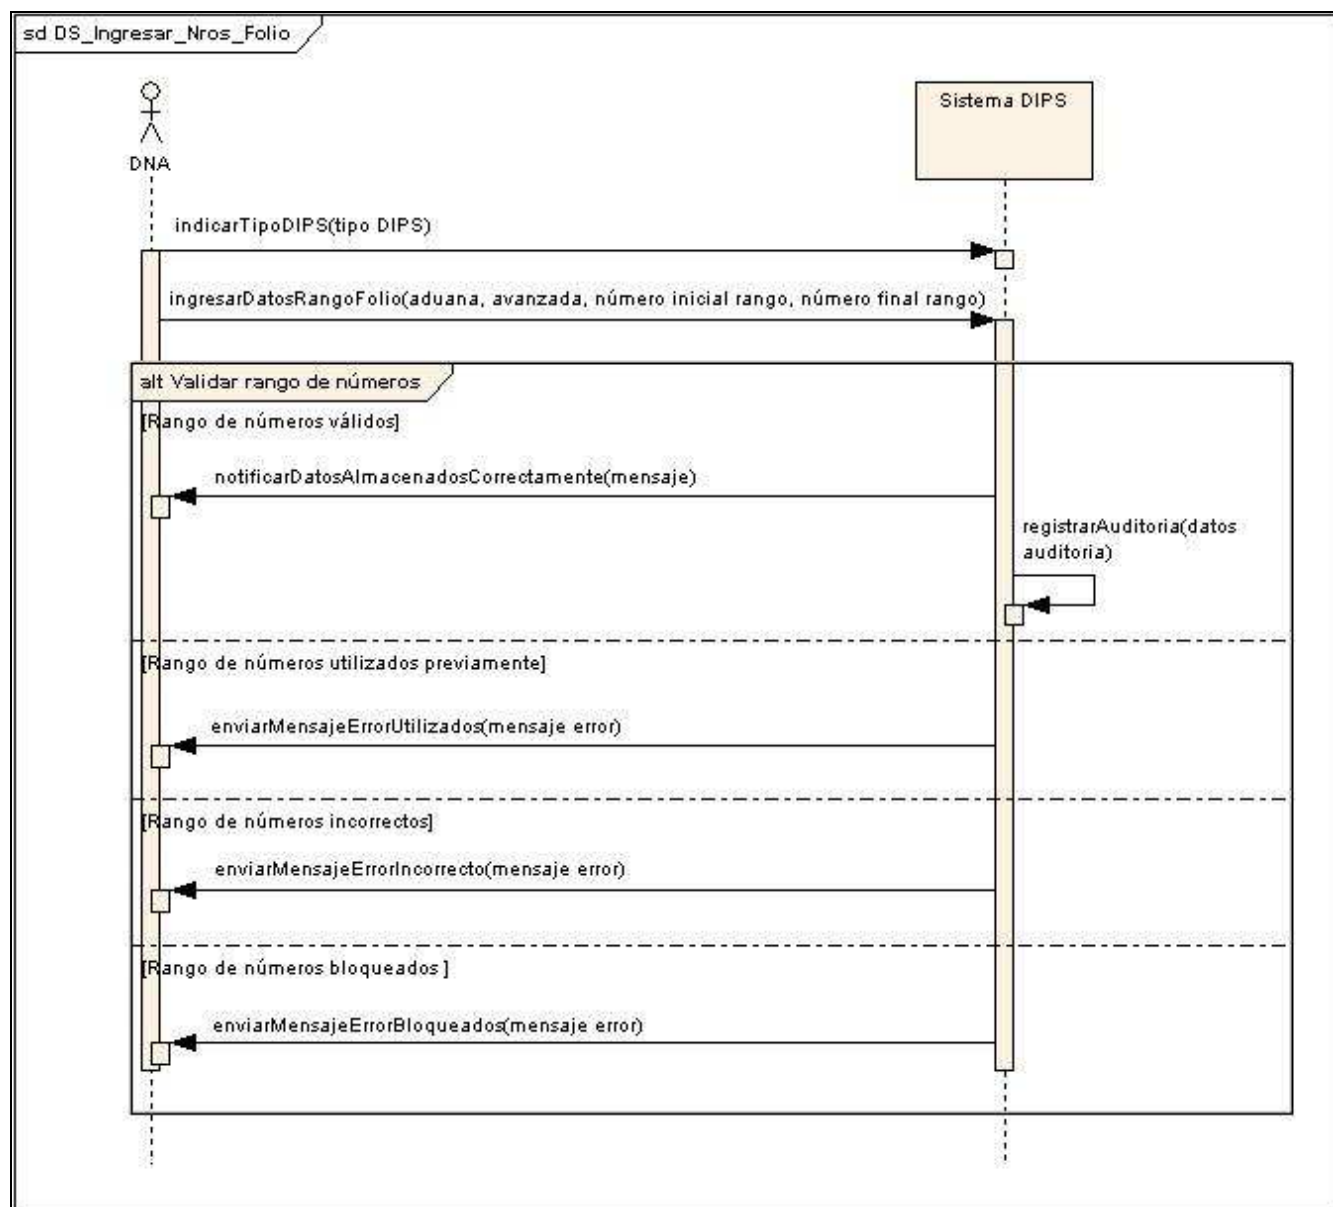 sd DS_Ingresar_Nros_Folio
DNA
Sistema DIPS
indicarTipoDIPS(tipo DIPS)
ingresarDatosRangoFolio(aduana, avanzada, número inicial rango, número final rango)
alt Validar rango de números
[Rango de números válidos]
notificarDatosAlmacenadosCorrectamente(mensaje)
registrarAuditoria(datos
auditoria)
[Rango de números utilizados previamente]
enviarMensajeErrorUtilizados(mensaje error)
[Rango de números incorrectos]
enviarMensajeErrorIncorrecto(mensaje error)
[Rango de números bloqueados ]
enviarMensajeErrorBloqueados(mensaje error)